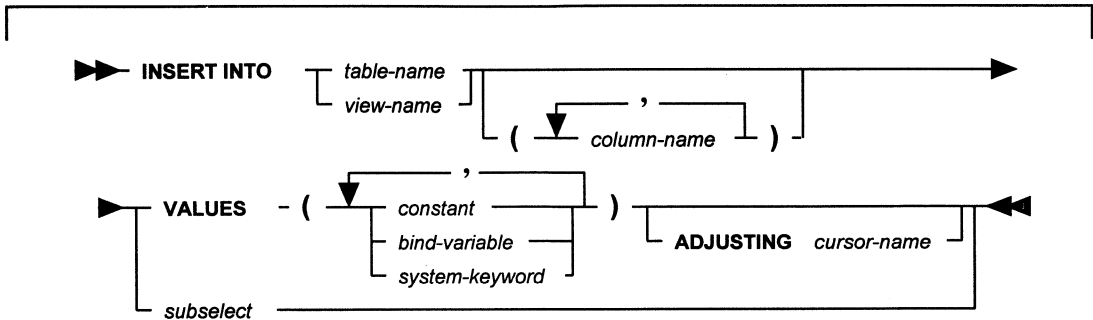 INSERT INTO table-name
view-name
,
( column-name )
,
VALUES ( constant )
bind-variable
ADJUSTING cursor-name
system-keyword
subselect